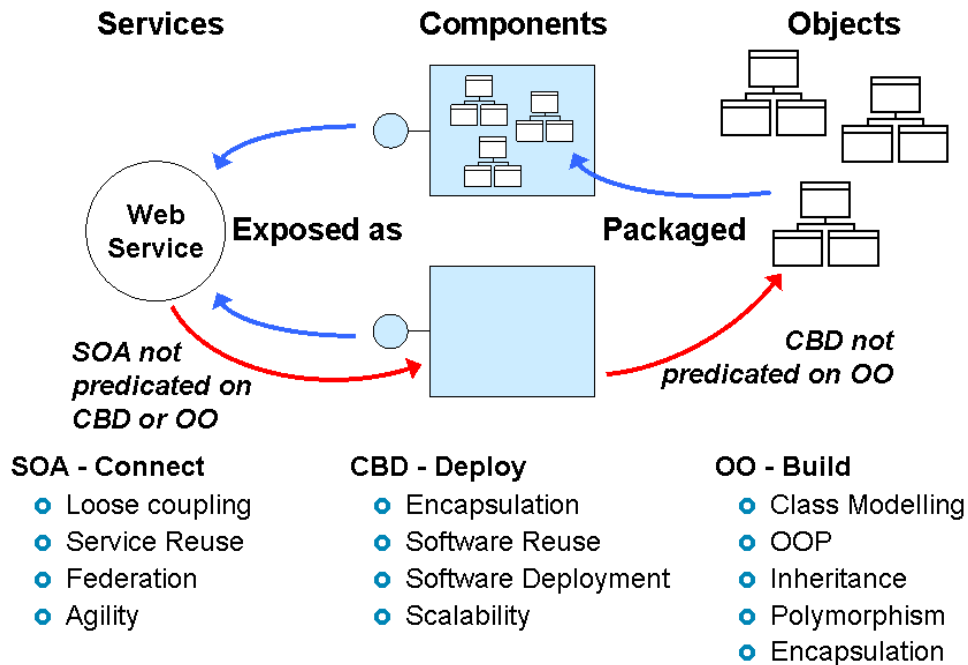 Services
Components
Objects
Web
Service
Exposed as
Packaged
SOA not
predicated on
CBD or OO
CBD not
predicated on OO
SOA - Connect
Loose coupling
Service Reuse
Federation
Agility
CBD - Deploy
Encapsulation
Software Reuse
Software Deployment
Scalability
OO - Build
Class Modelling
OOP
Inheritance
Polymorphism
Encapsulation